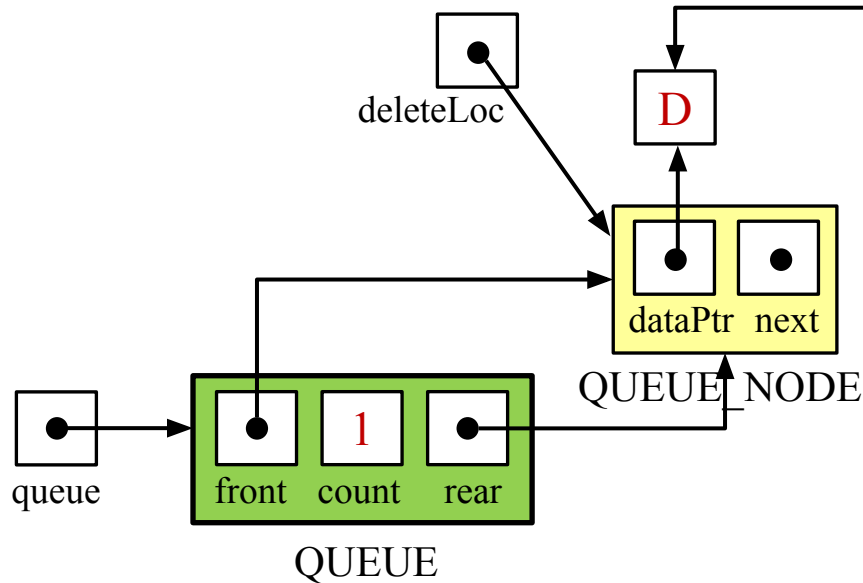 deleteLoc
D
dataPtr next
QUEUE_NODE
1
queue
front count rear
QUEUE